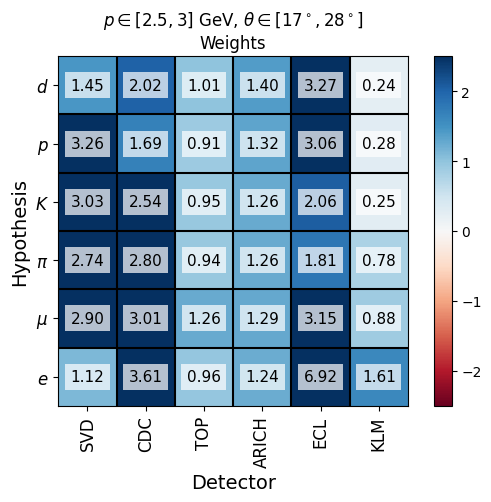 p ∈ [2.5, 3] GeV, θ ∈ [17°, 28°]
Weights
Hypothesis
d 1.45 2.02 1.01 1.40 3.27 0.24
p 3.26 1.69 0.91 1.32 3.06 0.28
K 3.03 2.54 0.95 1.26 2.06 0.25
π 2.74 2.80 0.94 1.26 1.81 0.78
μ 2.90 3.01 1.26 1.29 3.15 0.88
e 1.12 3.61 0.96 1.24 6.92 1.61
SVD CDC TOP ARICH ECL KLM
Detector
2
1
0
−1
−2